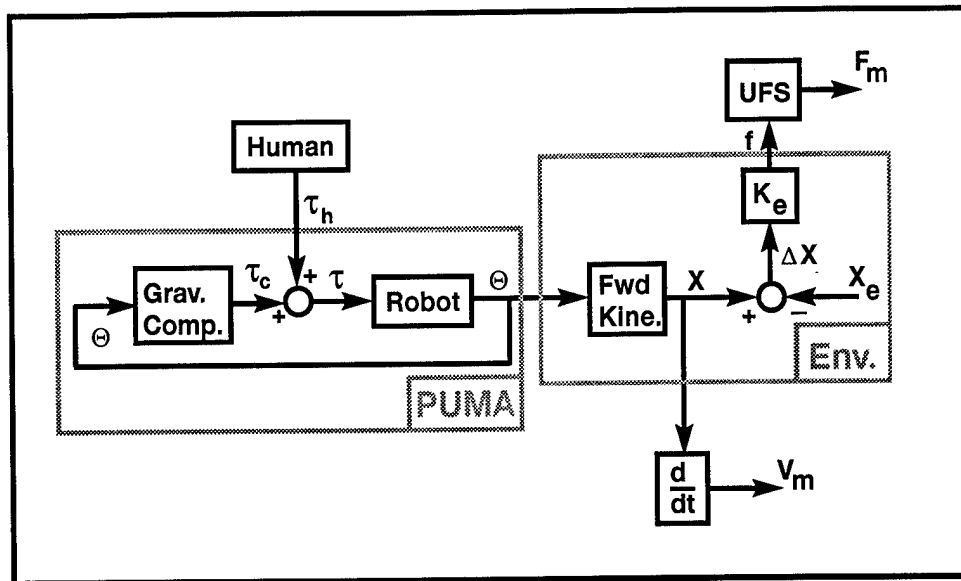 UFS
F_m
Human
f
K_e
τ_h
ΔX
Grav.
Comp.
τ_c
+
+
τ
Robot
Θ
Θ
Fwd
Kine.
X
+
−
X_e
PUMA
Env.
d
dt
V_m